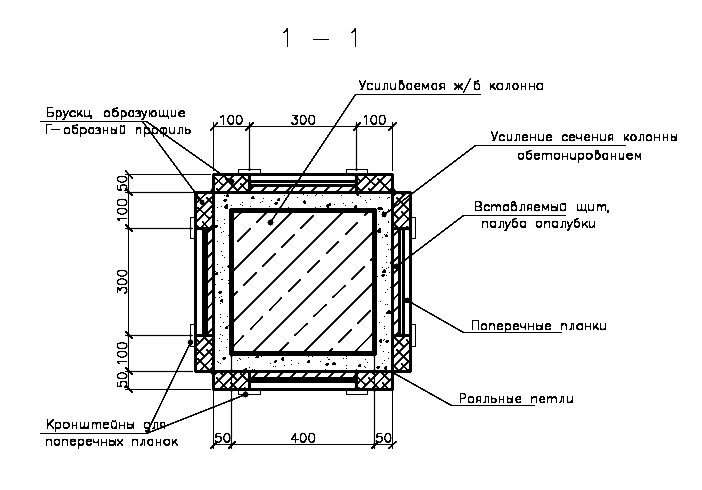 1 – 1
Усиливаемая ж/б калонна
Бруски, образующие
Г-образный профиль
100 300 100
Усиление сечения колонны
обетонированием
50
100
300
100
50
Вставляемый щит,
палуба опалубки
Поперечные планки
Рояльные петли
Кронштейны для
поперечных планок
50 400 50